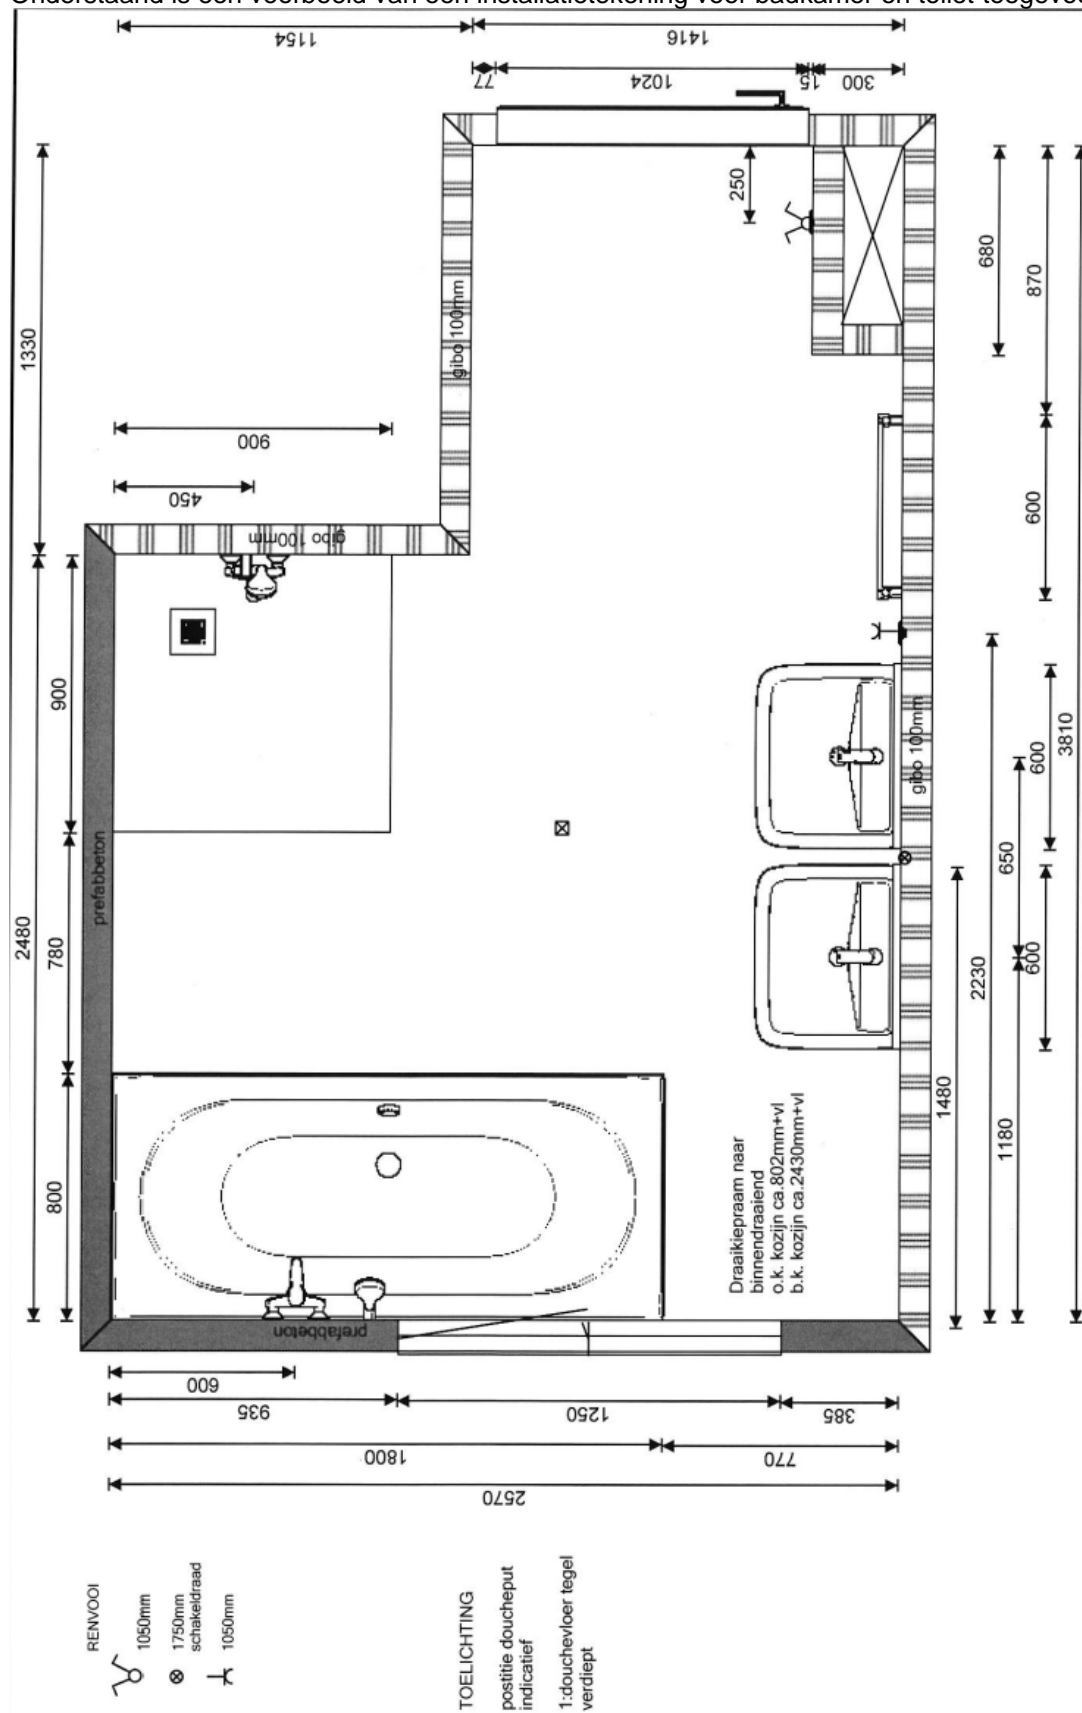 Onderstaand is een voorbeeld van een installatietekening voor badkamer en toilet
1154
1416
77
1024
15
300
250
680
870
1330
gibo 100mm
900
450
600
gibo 100mm
900
prefabbeton
2480
780
800
gibo 100mm
600
3810
650
600
2230
1480
1180
Draaikiepraam naar
binnendraaiend
o.k. kozijn ca.802mm+vl
b.k. kozijn ca.2430mm+vl
prefabbeton
600
935
1250
385
1800
770
2570
RENVOOI
1050mm
1750mm
schakeldraad
1050mm
TOELICHTING
postitie doucheput
indicatief
1:douchevloer tegel
verdiept